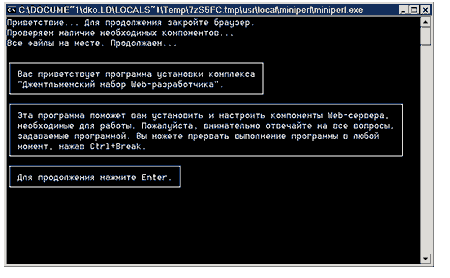 C:\DOCUME~1\dko.LD\LOCALS~1\Temp\7zS5FC.tmp\usr\local\miniperl\miniperl.exe
Приветствие... Для продолжения закройте браузер.
Проверяем наличие необходимых компонентов...
Все файлы на месте. Продолжаем...
Вас приветствует программа установки комплекса
"Джентльменский набор Web-разработчика".
Эта программа поможет вам установить и настроить компоненты Web-сервера,
необходимые для работы. Пожалуйста, внимательно отвечайте на все вопросы,
задаваемые программой. Вы можете прервать выполнение программы в любой
момент, нажав Ctrl+Break.
Для продолжения нажмите Enter.